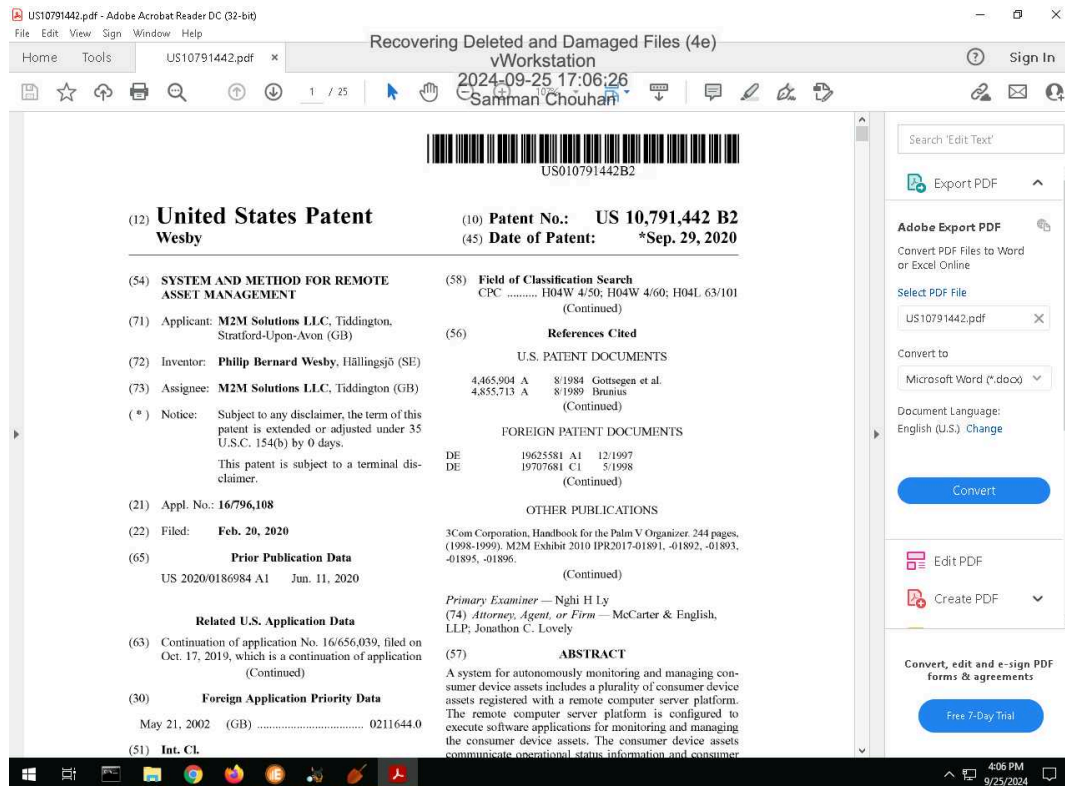 US10791442.pdf - Adobe Acrobat Reader DC (32-bit)
File Edit View Sign Window Help
Recovering Deleted and Damaged Files (4e)
vWorkstation
2024-09-25 17:06:26
Samman Chouhan
Home Tools US10791442.pdf × Sign In
1 / 25
US010791442B2
(12) United States Patent
Wesby
(10) Patent No.: US 10,791,442 B2
(45) Date of Patent: *Sep. 29, 2020
(54) SYSTEM AND METHOD FOR REMOTE
ASSET MANAGEMENT
(71) Applicant: M2M Solutions LLC, Tiddington,
Stratford-Upon-Avon (GB)
(72) Inventor: Philip Bernard Wesby, Hällingsjö (SE)
(73) Assignee: M2M Solutions LLC, Tiddington (GB)
( * ) Notice: Subject to any disclaimer, the term of this
patent is extended or adjusted under 35
U.S.C. 154(b) by 0 days.
This patent is subject to a terminal dis-
claimer.
(21) Appl. No.: 16/796,108
(22) Filed: Feb. 20, 2020
(65) Prior Publication Data
US 2020/0186984 A1 Jun. 11, 2020
Related U.S. Application Data
(63) Continuation of application No. 16/656,039, filed on
Oct. 17, 2019, which is a continuation of application
(Continued)
(30) Foreign Application Priority Data
May 21, 2002 (GB) .................................. 0211644.0
(51) Int. Cl.
(58) Field of Classification Search
CPC .......... H04W 4/50; H04W 4/60; H04L 63/101
(Continued)
(56) References Cited
U.S. PATENT DOCUMENTS
4,465,904 A 8/1984 Gottsegen et al.
4,855,713 A 8/1989 Brunius
(Continued)
FOREIGN PATENT DOCUMENTS
DE 19625581 A1 12/1997
DE 19707681 C1 5/1998
(Continued)
OTHER PUBLICATIONS
3Com Corporation, Handbook for the Palm V Organizer. 244 pages,
(1998-1999). M2M Exhibit 2010 IPR2017-01891, -01892, -01893,
-01895, -01896.
(Continued)
Primary Examiner — Nghi H Ly
(74) Attorney, Agent, or Firm — McCarter & English,
LLP; Jonathon C. Lovely
(57) ABSTRACT
A system for autonomously monitoring and managing con-
sumer device assets includes a plurality of consumer device
assets registered with a remote computer server platform.
The remote computer server platform is configured to
execute software applications for monitoring and managing
the consumer device assets. The consumer device assets
communicate operational status information and consumer
Search 'Edit Text'
Export PDF
Adobe Export PDF
Convert PDF Files to Word
or Excel Online
Select PDF File
US10791442.pdf
Convert to
Microsoft Word (*.docx)
Document Language:
English (U.S.) Change
Convert
Edit PDF
Create PDF
Convert, edit and e-sign PDF
forms & agreements
Free 7-Day Trial
4:06 PM
9/25/2024